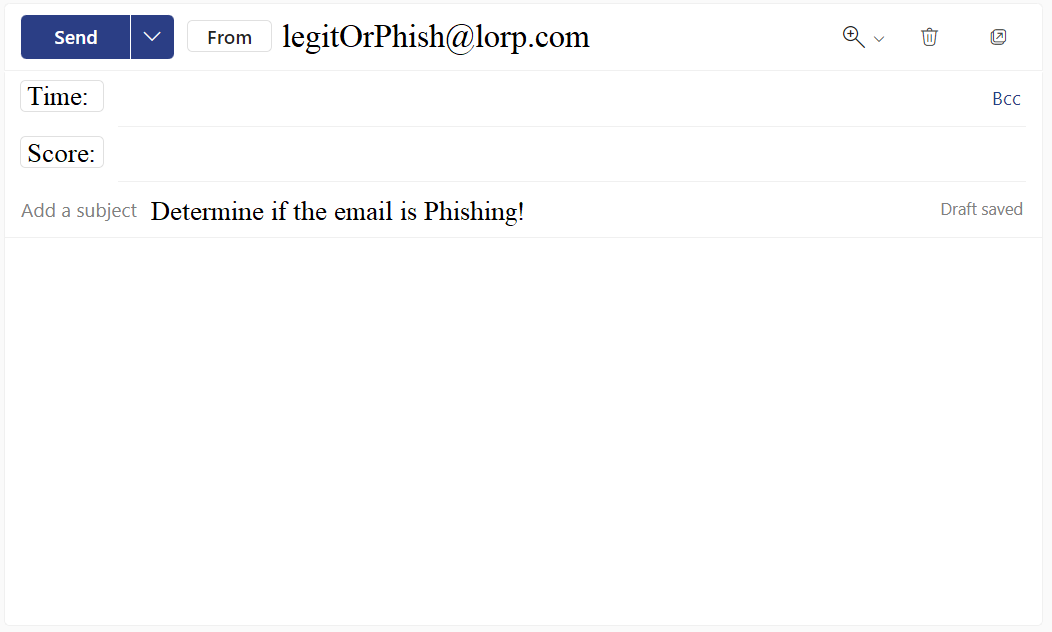 Send From legitOrPhish@lorp.com
Time: Bcc
Score:
Add a subject Determine if the email is Phishing! Draft saved